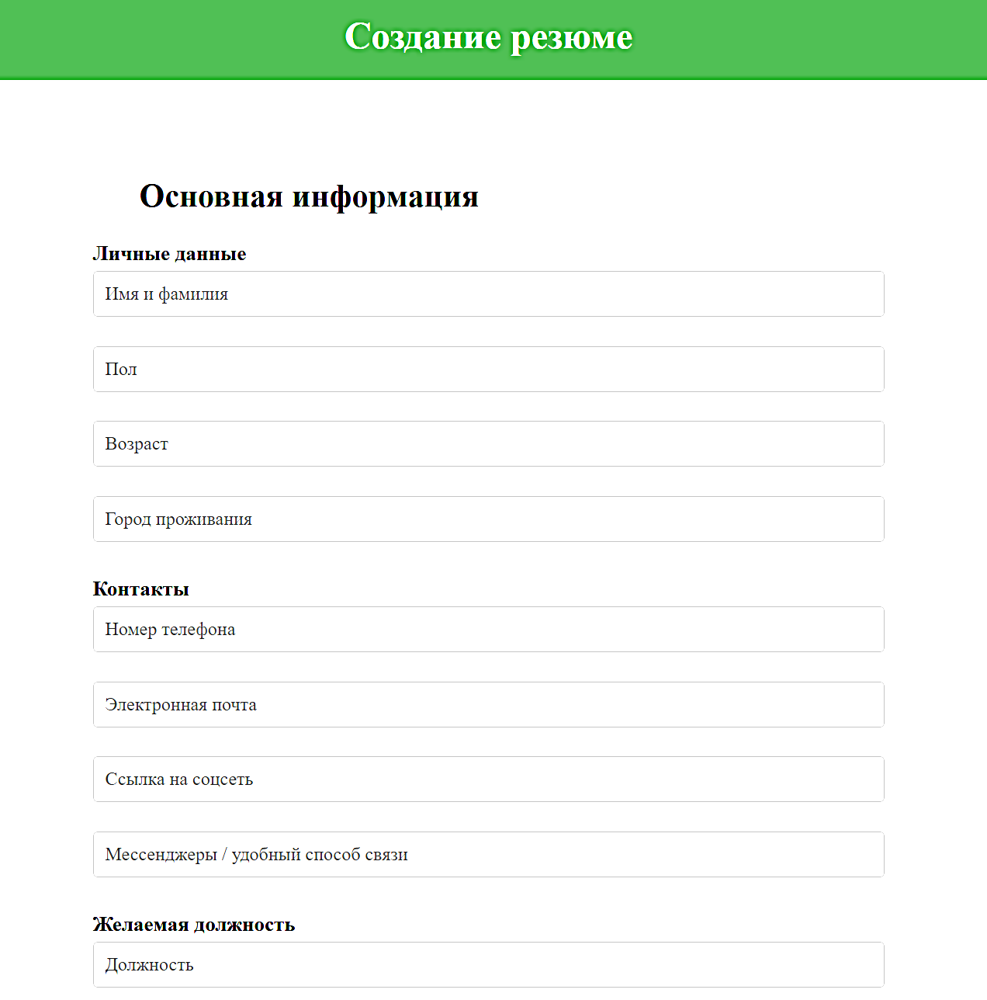 Создание резюме
Основная информация
Личные данные
Имя и фамилия
Пол
Возраст
Город проживания
Контакты
Номер телефона
Электронная почта
Ссылка на соцсеть
Мессенджеры / удобный способ связи
Желаемая должность
Должность